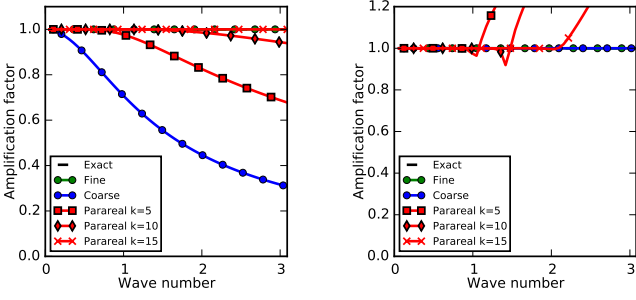 1.0
0.8
0.6
0.4
0.2
0.0
Amplification factor
Exact
Fine
Coarse
Parareal k=5
Parareal k=10
Parareal k=15
0
1
2
3
Wave number
1.2
1.0
0.8
0.6
0.4
0.2
0.0
Amplification factor
Exact
Fine
Coarse
Parareal k=5
Parareal k=10
Parareal k=15
0
1
2
3
Wave number